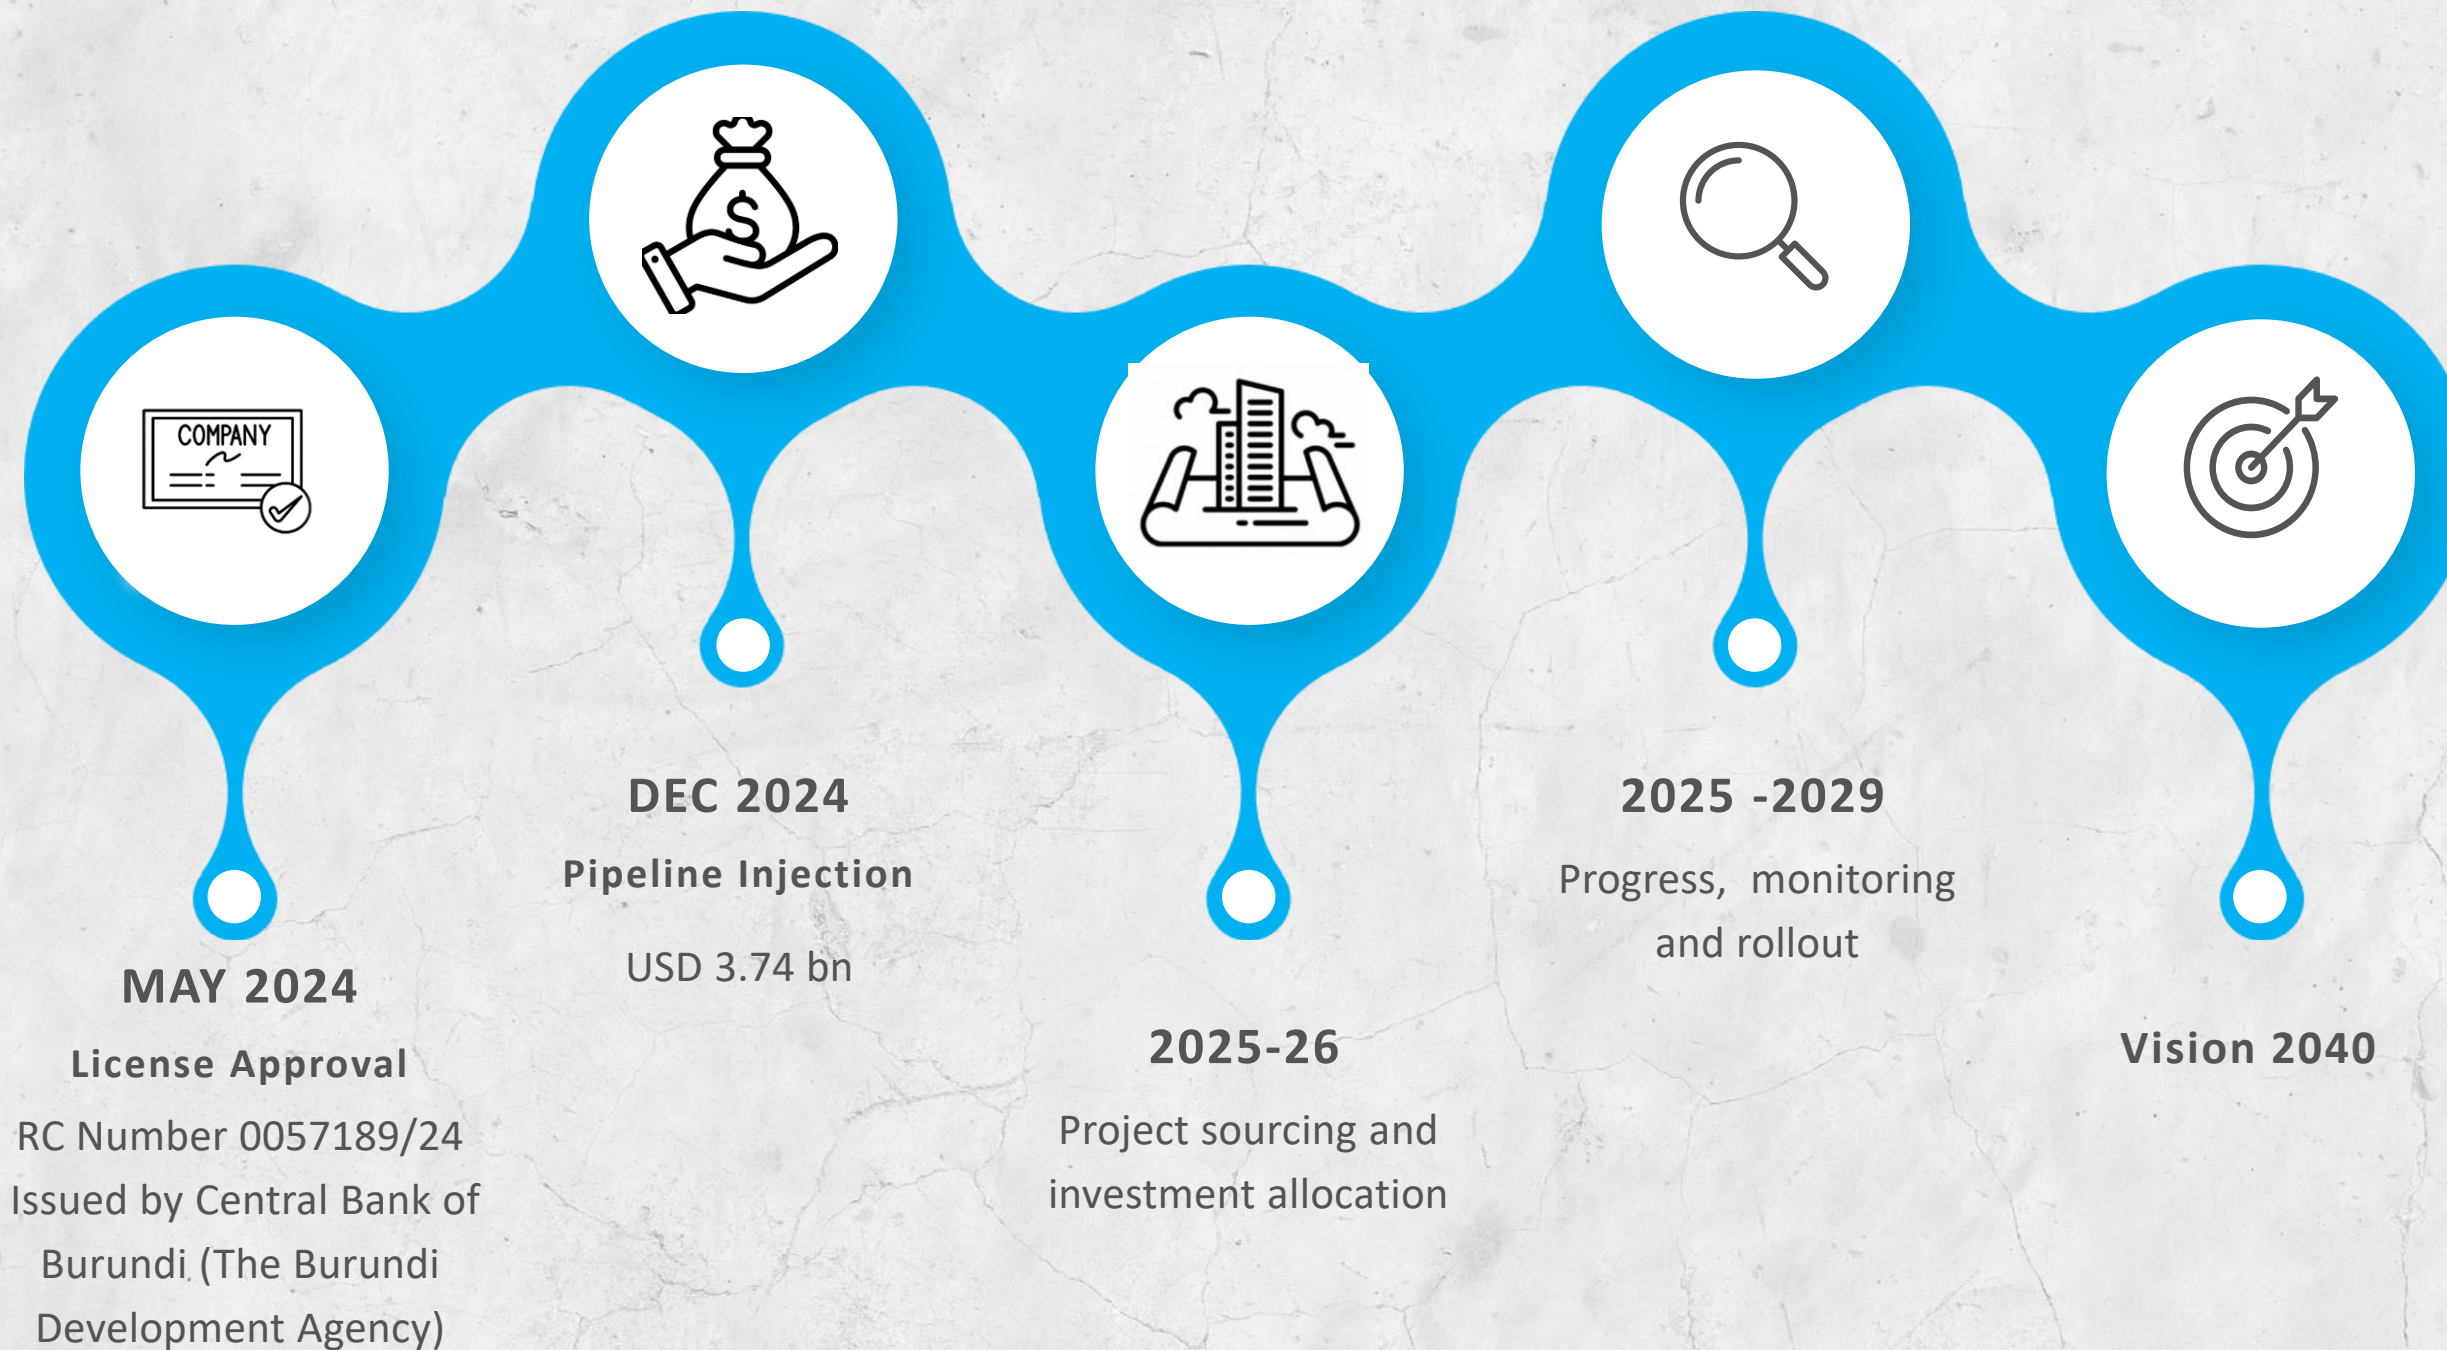 COMPANY
$
MAY 2024
License Approval
RC Number 0057189/24
Issued by Central Bank of
Burundi (The Burundi
Development Agency)
DEC 2024
Pipeline Injection
USD 3.74 bn
2025-26
Project sourcing and
investment allocation
2025 -2029
Progress,  monitoring
and rollout
Vision 2040